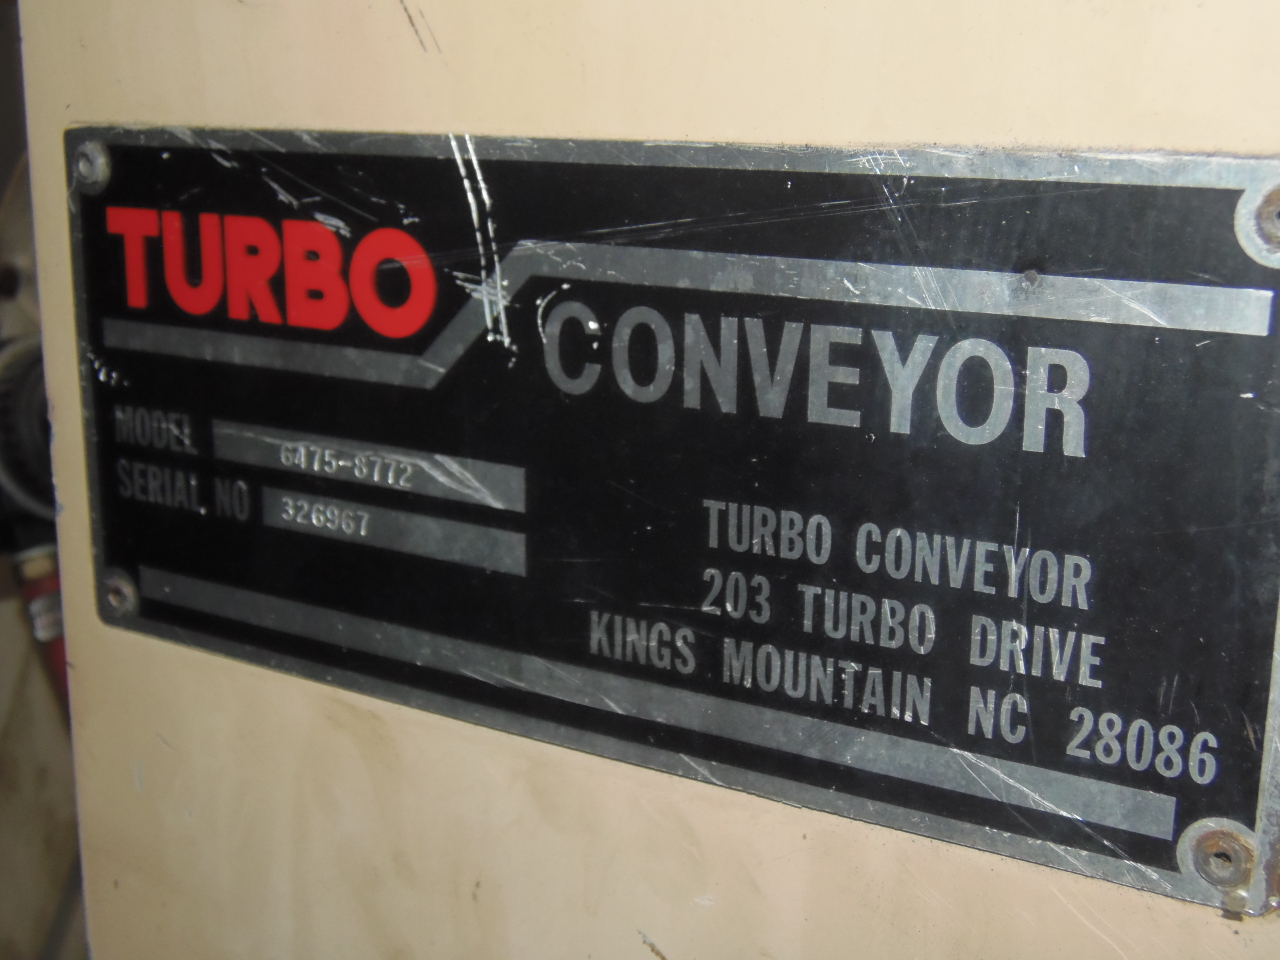 TURBO
CONVEYOR
MODEL 6475-8772
SERIAL NO 326967
TURBO CONVEYOR
203 TURBO DRIVE
KINGS MOUNTAIN NC 28086